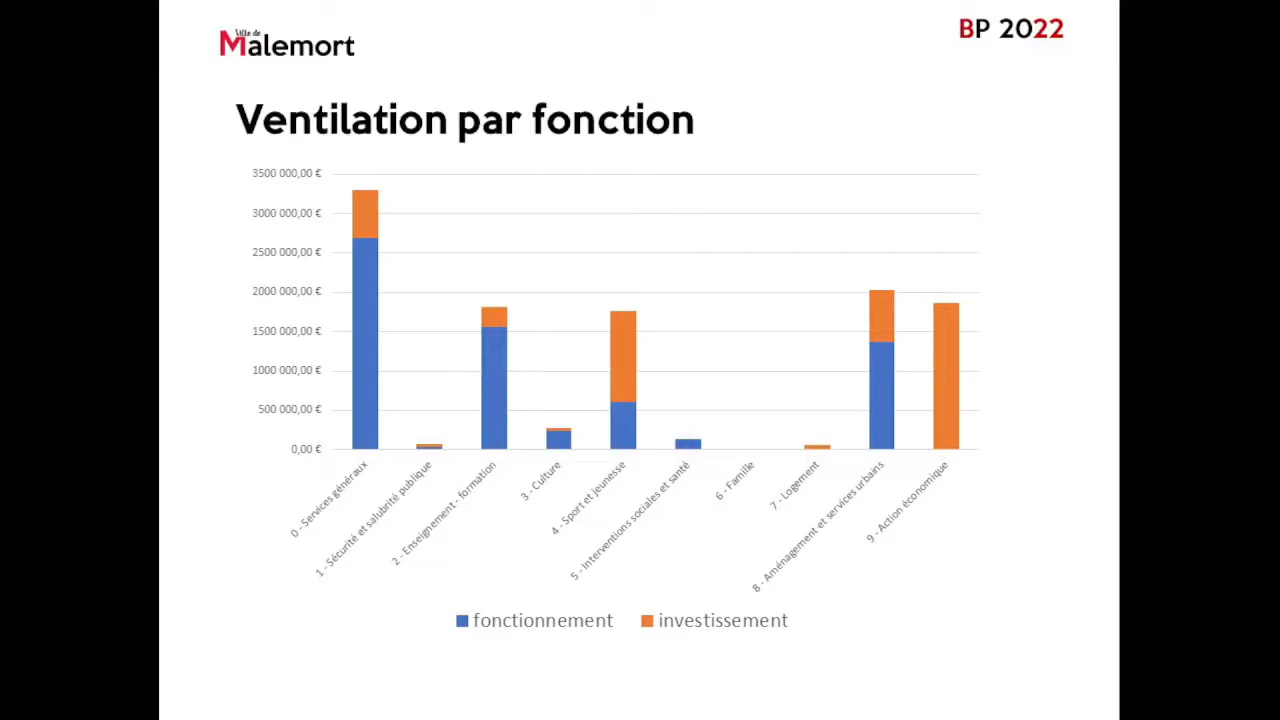 Ville de
Malemort
BP 2022
Ventilation par fonction
3500 000,00 €
3000 000,00 €
2500 000,00 €
2000 000,00 €
1500 000,00 €
1000 000,00 €
500 000,00 €
0,00 €
0 - Services généraux
1 - Sécurité et salubrité publique
2 - Enseignement - formation
3 - Culture
4 - Sport et jeunesse
5 - Interventions sociales et santé
6 - Famille
7 - Logement
8 - Aménagement et services urbains
9 - Action économique
fonctionnement
investissement